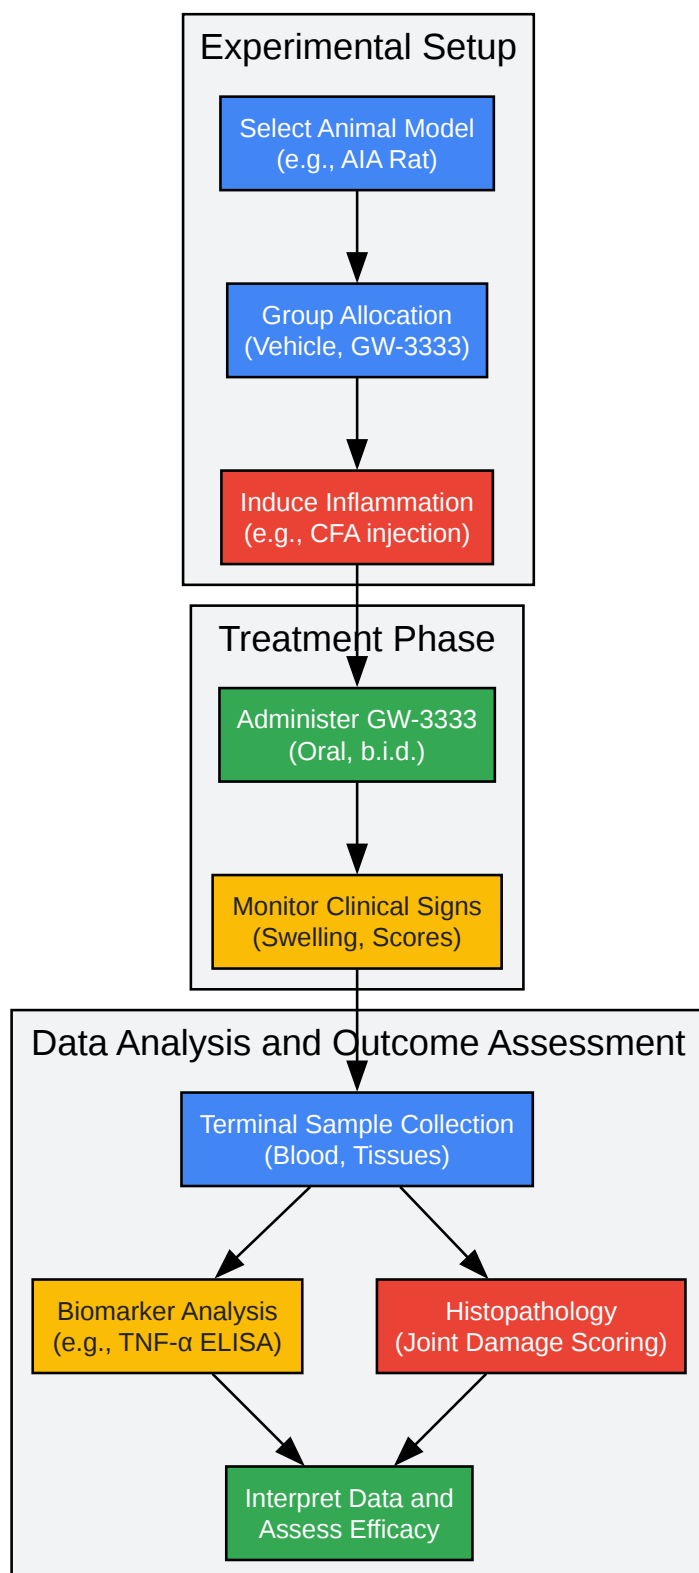 Experimental Setup
Select Animal Model
(e.g., AIA Rat)
Group Allocation
(Vehicle, GW-3333)
Induce Inflammation
(e.g., CFA injection)
Treatment Phase
Administer GW-3333
(Oral, b.i.d.)
Monitor Clinical Signs
(Swelling, Scores)
Data Analysis and Outcome Assessment
Terminal Sample Collection
(Blood, Tissues)
Biomarker Analysis
(e.g., TNF-α ELISA)
Histopathology
(Joint Damage Scoring)
Interpret Data and
Assess Efficacy